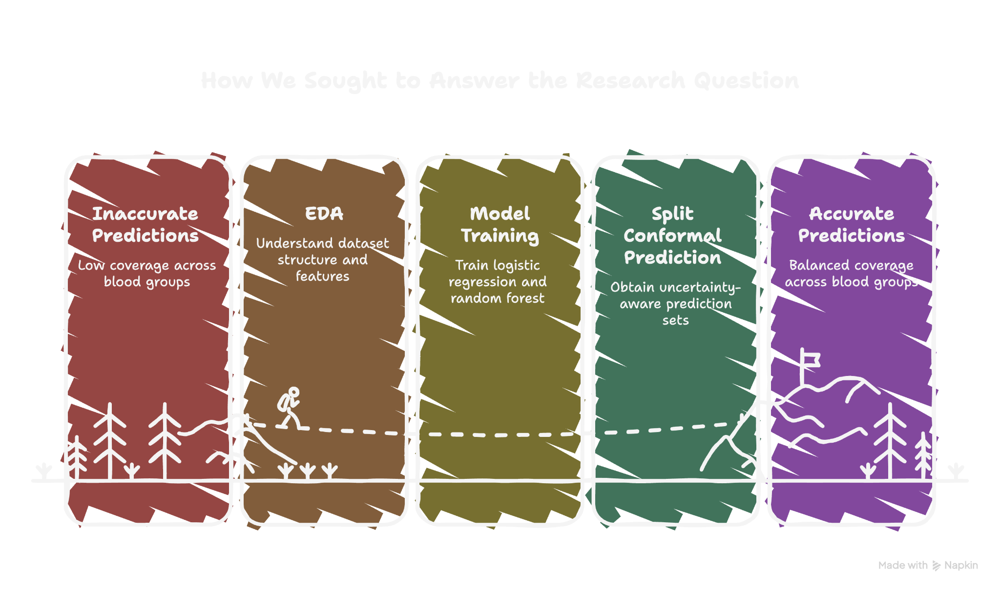 How We Sought to Answer the Research Question
Inaccurate
Predictions
Low coverage across
blood groups
EDA
Understand dataset
structure and
features
Model
Training
Train logistic
regression and
random forest
Split
Conformal
Prediction
Obtain uncertainty-
aware prediction
sets
Accurate
Predictions
Balanced coverage
across blood groups
Made with Napkin